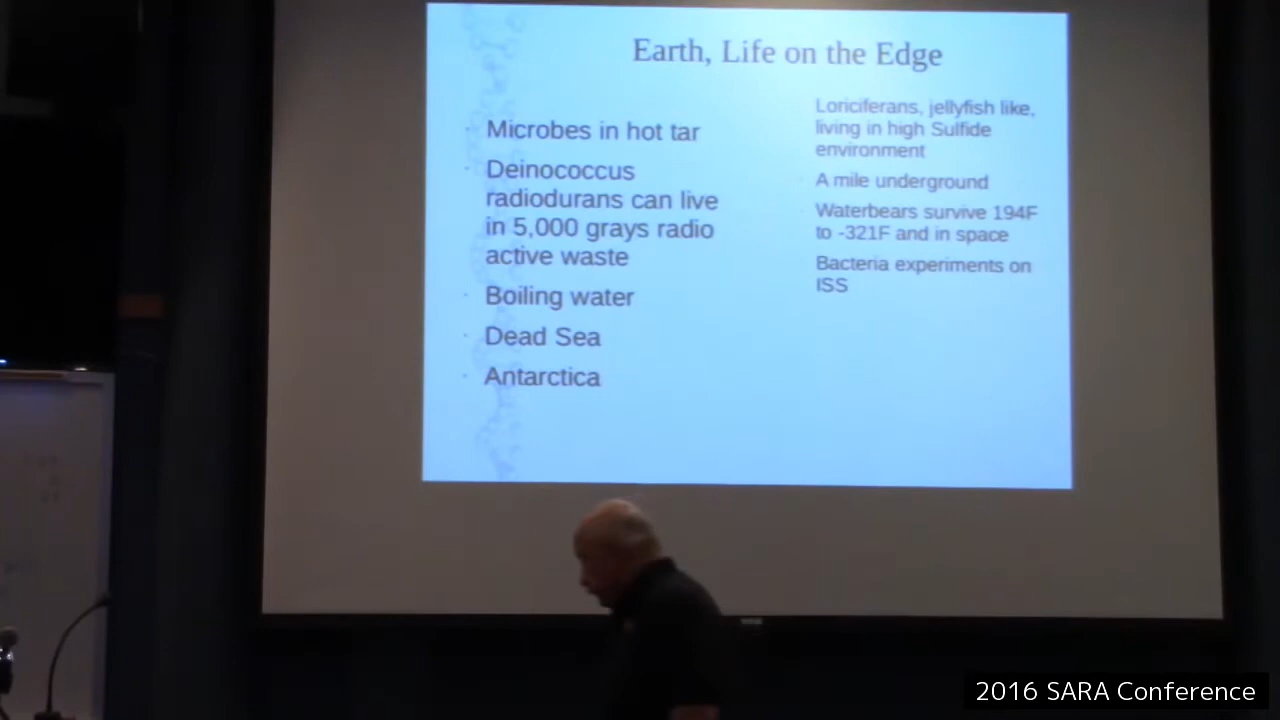 Earth, Life on the Edge
Microbes in hot tar
Deinococcus
radiodurans can live
in 5,000 grays radio
active waste
Boiling water
Dead Sea
Antarctica
Loriciferans, jellyfish like,
living in high Sulfide
environment
A mile underground
Waterbears survive 194F
to -321F and in space
Bacteria experiments on
ISS
2016 SARA Conference